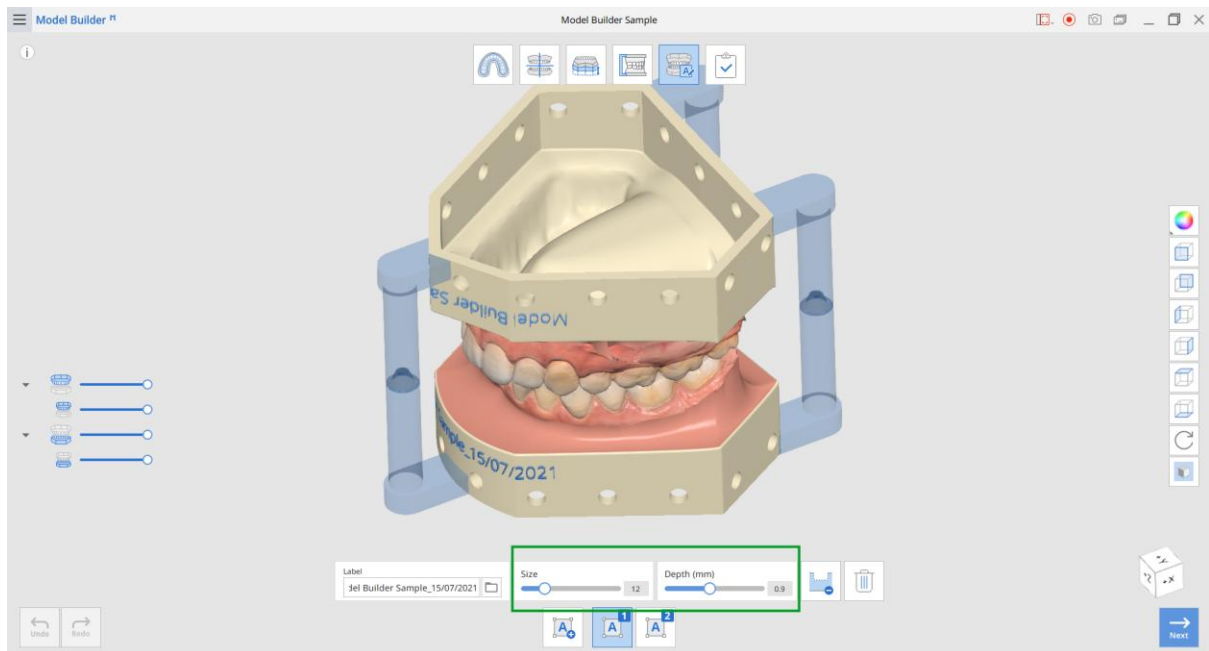 Model Builder M
Model Builder Sample
i
A
Model Builder Sa
ample_15/07/2021
Label
Size
Depth (mm)
del Builder Sample_15/07/2021
12
0.9
Undo
Redo
A
A 1
A 2
Next